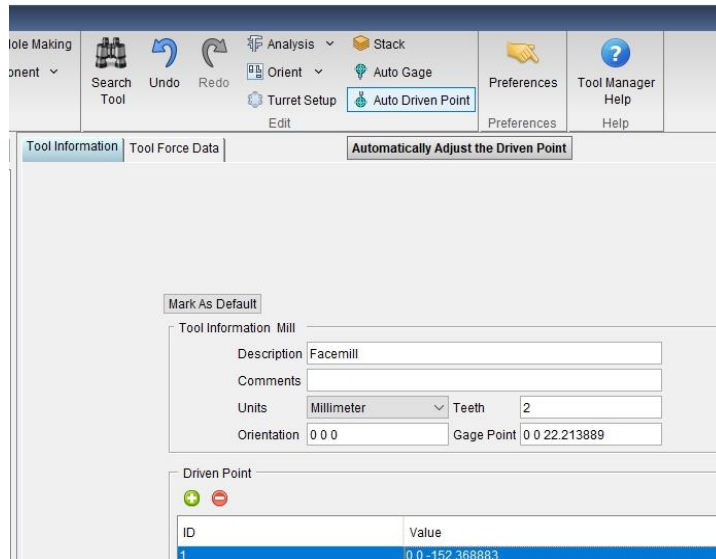 Hole Making
onent
Search Tool
Undo
Redo
Analysis
Orient
Turret Setup
Edit
Stack
Auto Gage
Auto Driven Point
Preferences
Preferences
Tool Manager Help
Help
Tool Information
Tool Force Data
Automatically Adjust the Driven Point
Mark As Default
Tool Information Mill
Description Facemill
Comments
Units Millimeter Teeth 2
Orientation 0 0 0 Gage Point 0 0 22.213889
Driven Point
ID Value
1 0 0 -152.368883